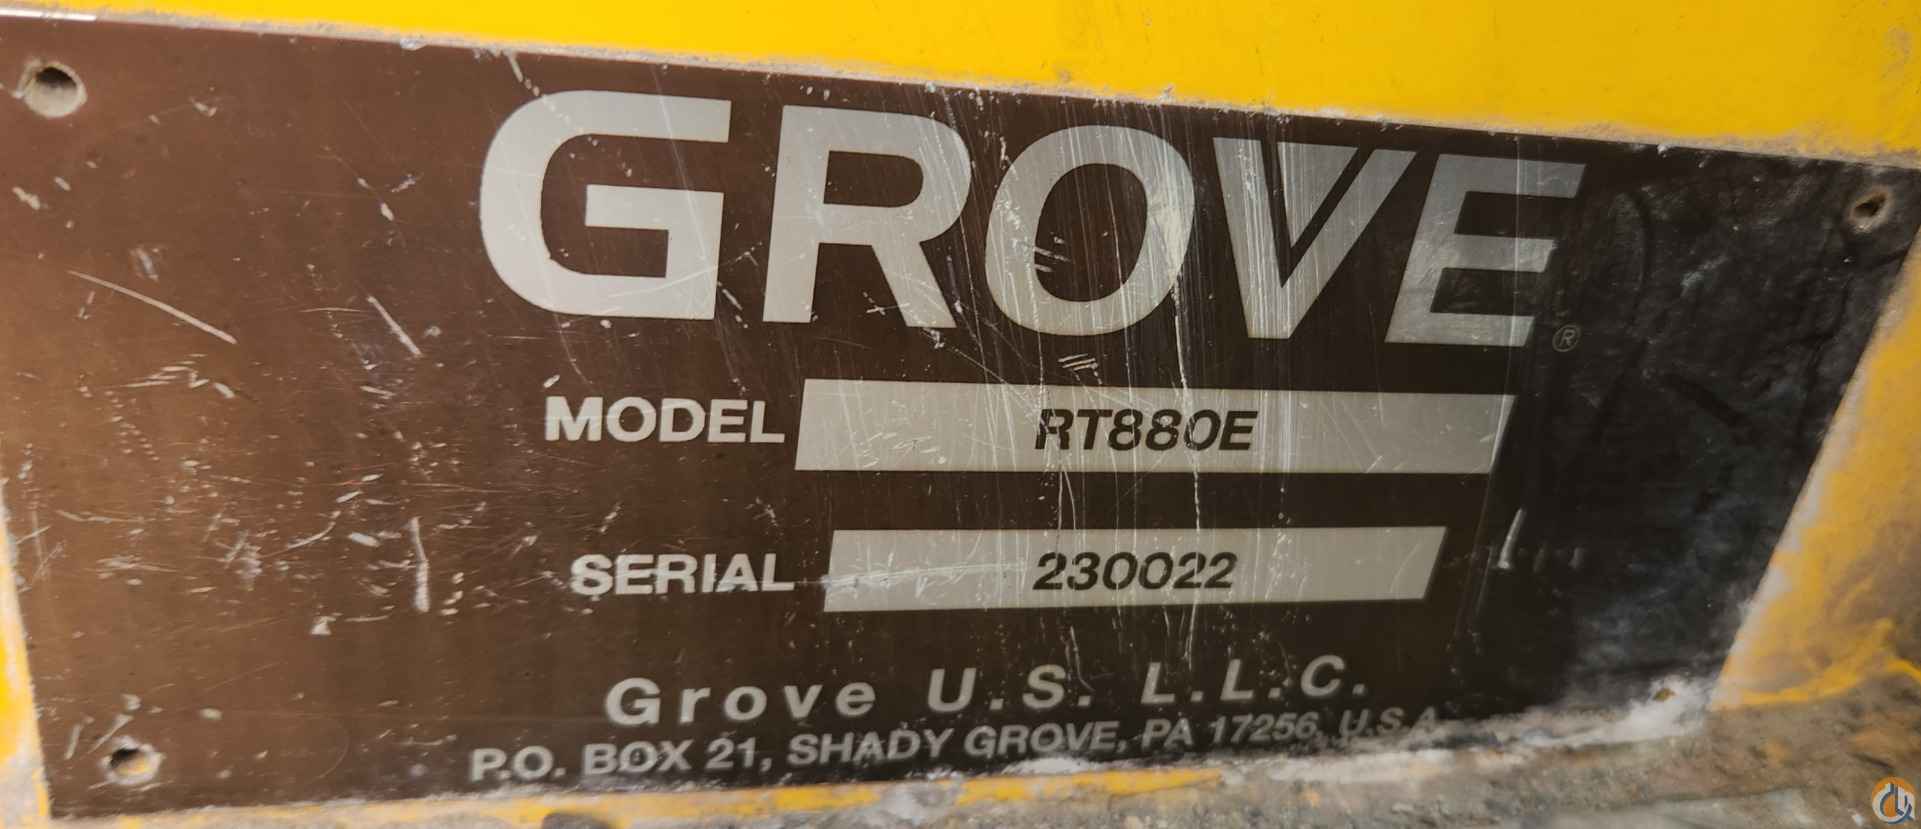 GROVE®
MODEL RT880E
SERIAL 230022
Grove U.S. L.L.C.
P.O. BOX 21, SHADY GROVE, PA 17256, U.S.A.